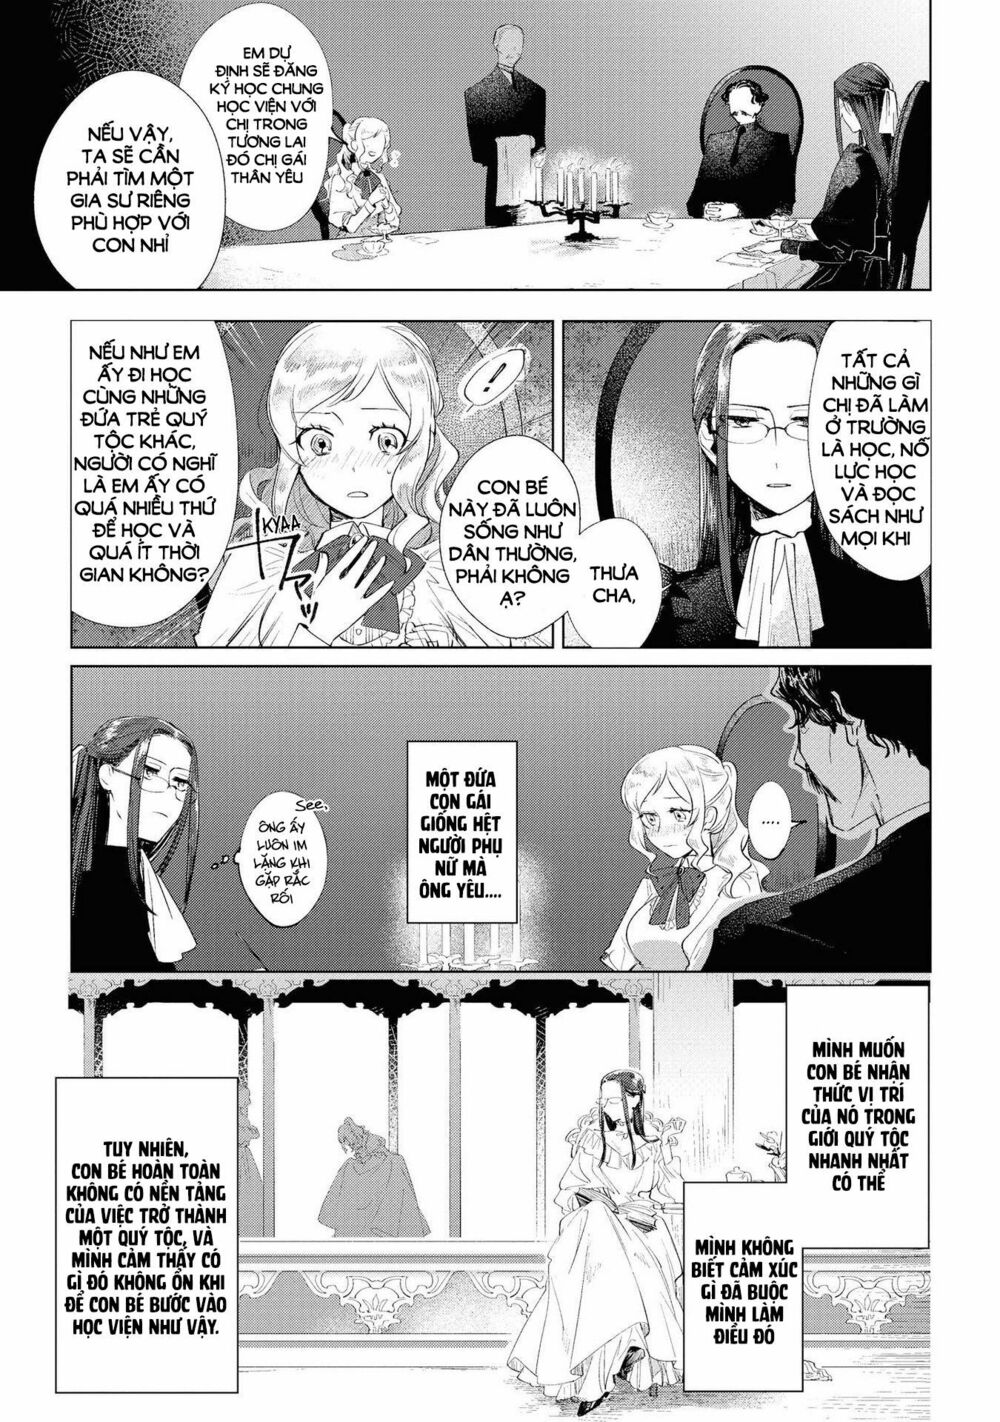 EM DỰ
ĐỊNH SẼ ĐĂNG
KÝ HỌC CHUNG
HỌC VIỆN VỚI
CHỊ TRONG
TƯƠNG LAI
ĐÓ CHỊ GÁI
THÂN YÊU
NẾU VẬY,
TA SẼ CẦN
PHẢI TÌM MỘT
GIA SƯ RIÊNG
PHÙ HỢP VỚI
CON NHỈ
TẤT CẢ
NHỮNG GÌ
CHỊ ĐÃ LÀM
Ở TRƯỜNG
LÀ HỌC, NỖ
LỰC HỌC
VÀ ĐỌC
SÁCH NHƯ
MỌI KHI
THƯA
CHA,
!
CON BÉ
NÀY ĐÃ LUÔN
SỐNG NHƯ
DÂN THƯỜNG,
PHẢI KHÔNG
Ạ?
KYAA
キャアッ
NẾU NHƯ EM
ẤY ĐI HỌC
CÙNG NHỮNG
ĐỨA TRẺ QUÝ
TỘC KHÁC,
NGƯỜI CÓ NGHĨ
LÀ EM ẤY CÓ
QUÁ NHIỀU THỨ
ĐỂ HỌC VÀ
QUÁ ÍT THỜI
GIAN KHÔNG?
....
MỘT ĐỨA
CON GÁI
GIỐNG HỆT
NGƯỜI PHỤ
NỮ MÀ
ÔNG YÊU....
See,
ÔNG ẤY
LUÔN IM
LẶNG KHI
GẶP RẮC
RỐI
MÌNH MUỐN
CON BÉ NHẬN
THỨC VỊ TRÍ
CỦA NÓ TRONG
GIỚI QUÝ TỘC
NHANH NHẤT
CÓ THỂ
MÌNH KHÔNG
BIẾT CẢM XÚC
GÌ ĐÃ BUỘC
MÌNH LÀM
ĐIỀU ĐÓ
TUY NHIÊN,
CON BÉ HOÀN TOÀN
KHÔNG CÓ NỀN TẢNG
CỦA VIỆC TRỞ THÀNH
MỘT QUÝ TỘC, VÀ
MÌNH CẢM THẤY CÓ
GÌ ĐÓ KHÔNG ỔN KHI
ĐỂ CON BÉ BƯỚC VÀO
HỌC VIỆN NHƯ VẬY.